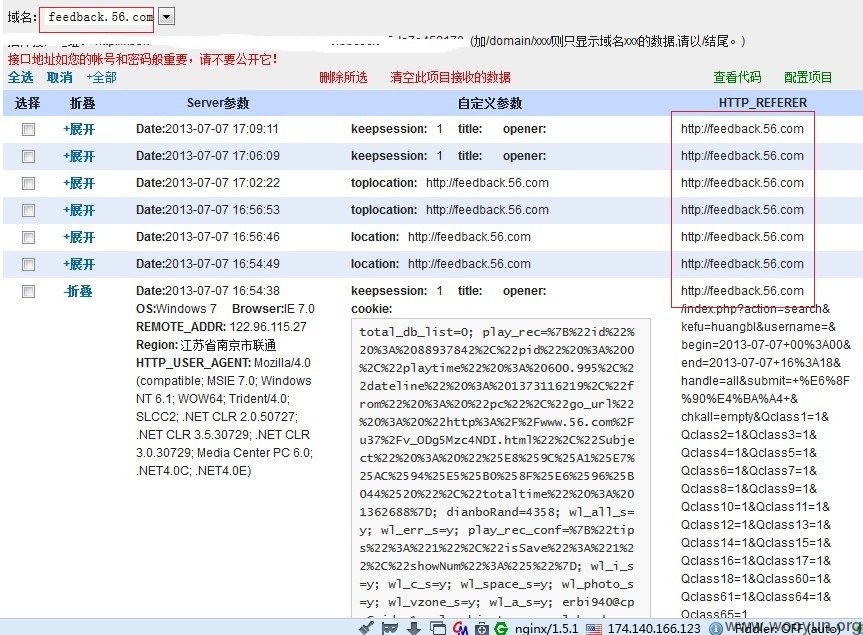 域名: feedback.56.com
(加/domain/xxx/则只显示域名xxx的数据,请以/结尾。)
接口地址如您的帐号和密码般重要，请不要公开它！
全选 取消 +全部 删除所选 清空此项目接收的数据 查看代码 配置项目
选择 折叠 Server参数 自定义参数 HTTP_REFERER
+展开 Date:2013-07-07 17:09:11 keepsession: 1 title: opener: http://feedback.56.com
+展开 Date:2013-07-07 17:06:09 keepsession: 1 title: opener: http://feedback.56.com
+展开 Date:2013-07-07 17:02:22 toplocation: http://feedback.56.com http://feedback.56.com
+展开 Date:2013-07-07 16:56:53 toplocation: http://feedback.56.com http://feedback.56.com
+展开 Date:2013-07-07 16:56:46 location: http://feedback.56.com http://feedback.56.com
+展开 Date:2013-07-07 16:54:49 location: http://feedback.56.com http://feedback.56.com
-折叠 Date:2013-07-07 16:54:38 keepsession: 1 title: opener: http://feedback.56.com
OS:Windows 7 Browser:IE 7.0
REMOTE_ADDR: 122.96.115.27
Region: 江苏省南京市联通
HTTP_USER_AGENT: Mozilla/4.0
(compatible; MSIE 7.0; Windows
NT 6.1; WOW64; Trident/4.0;
SLCC2; .NET CLR 2.0.50727;
.NET CLR 3.5.30729; .NET CLR
3.0.30729; Media Center PC 6.0;
.NET4.0C; .NET4.0E)
cookie:
total_db_list=0; play_rec=%7B%22id%22%
20%3A%2088937842%2C%22pid%22%20%3A%200
%2C%22playtime%22%20%3A%20600.995%2C%2
2dateline%22%20%3A%201373116219%2C%22f
rom%22%20%3A%20%22pc%22%2C%22go_url%22
%20%3A%20%22http%3A%2F%2Fwww.56.com%2F
u37%2Fv_ODg5Mzc4NDI.html%22%2C%22Subje
ct%22%20%3A%20%22%25E8%259C%25A1%25E7%
25AC%2594%25E5%25B0%258F%25E6%2596%25B
044%2520%22%2C%22totaltime%22%20%3A%20
1362688%7D; dianboRand=4358; wl_all_s=
y; wl_err_s=y; play_rec_conf=%7B%22tip
s%22%3A%221%22%2C%22isSave%22%3A%221%2
2%2C%22showNum%22%3A%225%22%7D; wl_i_s
=y; wl_c_s=y; wl_space_s=y; wl_photo_s
=y; wl_vzone_s=y; wl_a_s=y; erbi940@cp
/index.php?action=search&
kefu=huangbl&username=&
begin=2013-07-07+00%3A00&
end=2013-07-07+16%3A18&
handle=all&submit=+%E6%8F
%90%E4%BA%A4+&
chkall=empty&Qclass1=1&
Qclass2=1&Qclass3=1&
Qclass4=1&Qclass5=1&
Qclass6=1&Qclass7=1&
Qclass8=1&Qclass9=1&
Qclass10=1&Qclass11=1&
Qclass12=1&Qclass13=1&
Qclass14=1&Qclass15=1&
Qclass16=1&Qclass17=1&
Qclass18=1&Qclass60=1&
Qclass61=1&Qclass64=1&
Qclass65=1
www.wooyun.org
nginx/1.5.1 174.140.166.123 Fiddler: OFF(auto)